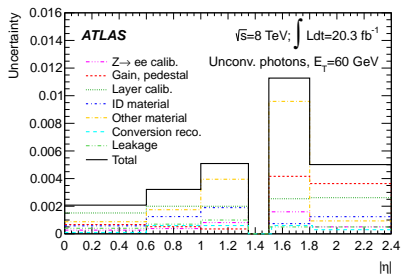 Uncertainty
0.016
0.014
0.012
0.01
0.008
0.006
0.004
0.002
0
ATLAS
√s=8 TeV; ∫ Ldt=20.3 fb⁻¹
Unconv. photons, E_T=60 GeV
Z→ ee calib.
Gain, pedestal
Layer calib.
ID material
Other material
Conversion reco.
Leakage
Total
0 0.2 0.4 0.6 0.8 1 1.2 1.4 1.6 1.8 2 2.2 2.4
|η|